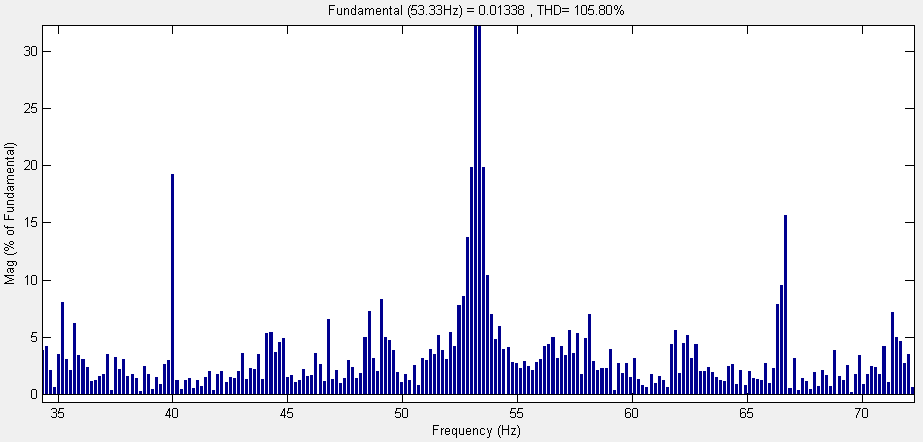 Fundamental (53.33Hz) = 0.01338 , THD= 105.80%
30
25
20
15
10
5
0
Mag (% of Fundamental)
35 40 45 50 55 60 65 70
Frequency (Hz)